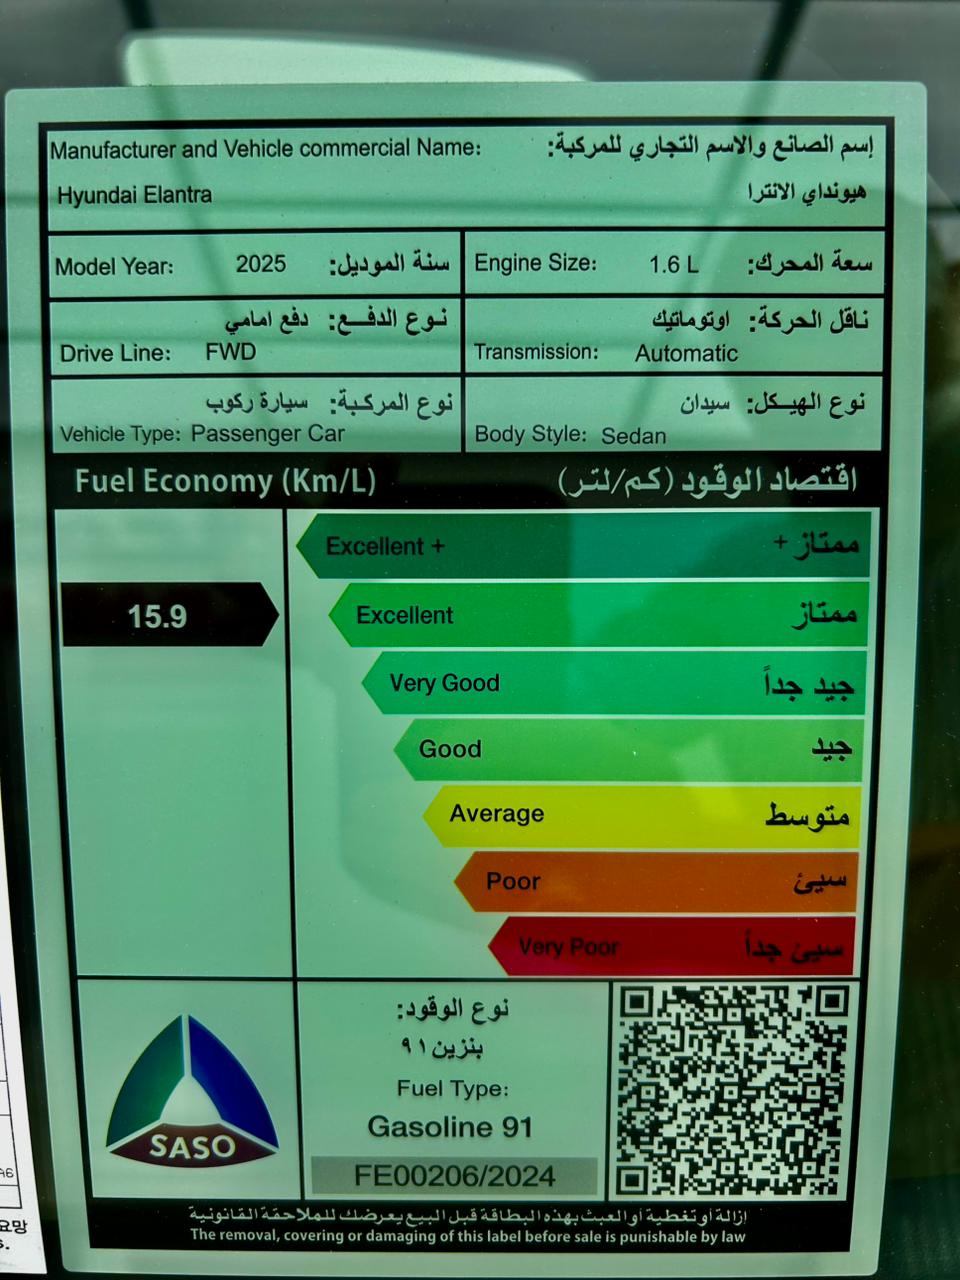 Manufacturer and Vehicle commercial Name: إسم الصانع والاسم التجاري للمركبة:
Hyundai Elantra هيونداي الانترا
Model Year: 2025 سنة الموديل:
Engine Size: 1.6 L سعة المحرك:
نـوع الدفــع: دفع امامي
Drive Line: FWD
ناقل الحركة: اوتوماتيك
Transmission: Automatic
نوع المركـبة: سيارة ركوب
Vehicle Type: Passenger Car
نوع الهيـكل: سيدان
Body Style: Sedan
Fuel Economy (Km/L) اقتصاد الوقود (كم/لتر)
15.9
Excellent + ممتاز +
Excellent ممتاز
Very Good جيد جداً
Good جيد
Average متوسط
Poor سيئ
Very Poor سيئ جداً
SASO
نوع الوقود:
بنزين ٩١
Fuel Type:
Gasoline 91
FE00206/2024
إزالة أو تغطية أو العبث بهذه البطاقة قبل البيع يعرضك للملاحقة القانونية
The removal, covering or damaging of this label before sale is punishable by law